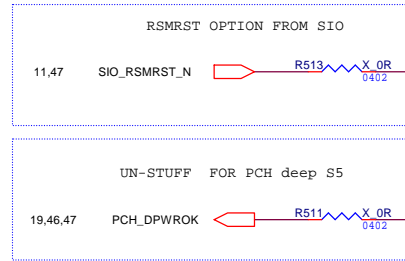 RSMRST OPTION FROM SIO
11,47 SIO_RSMRST_N R513 X_0R
0402
UN-STUFF FOR PCH deep S5
19,46,47 PCH_DPWROK R511 X_0R
0402